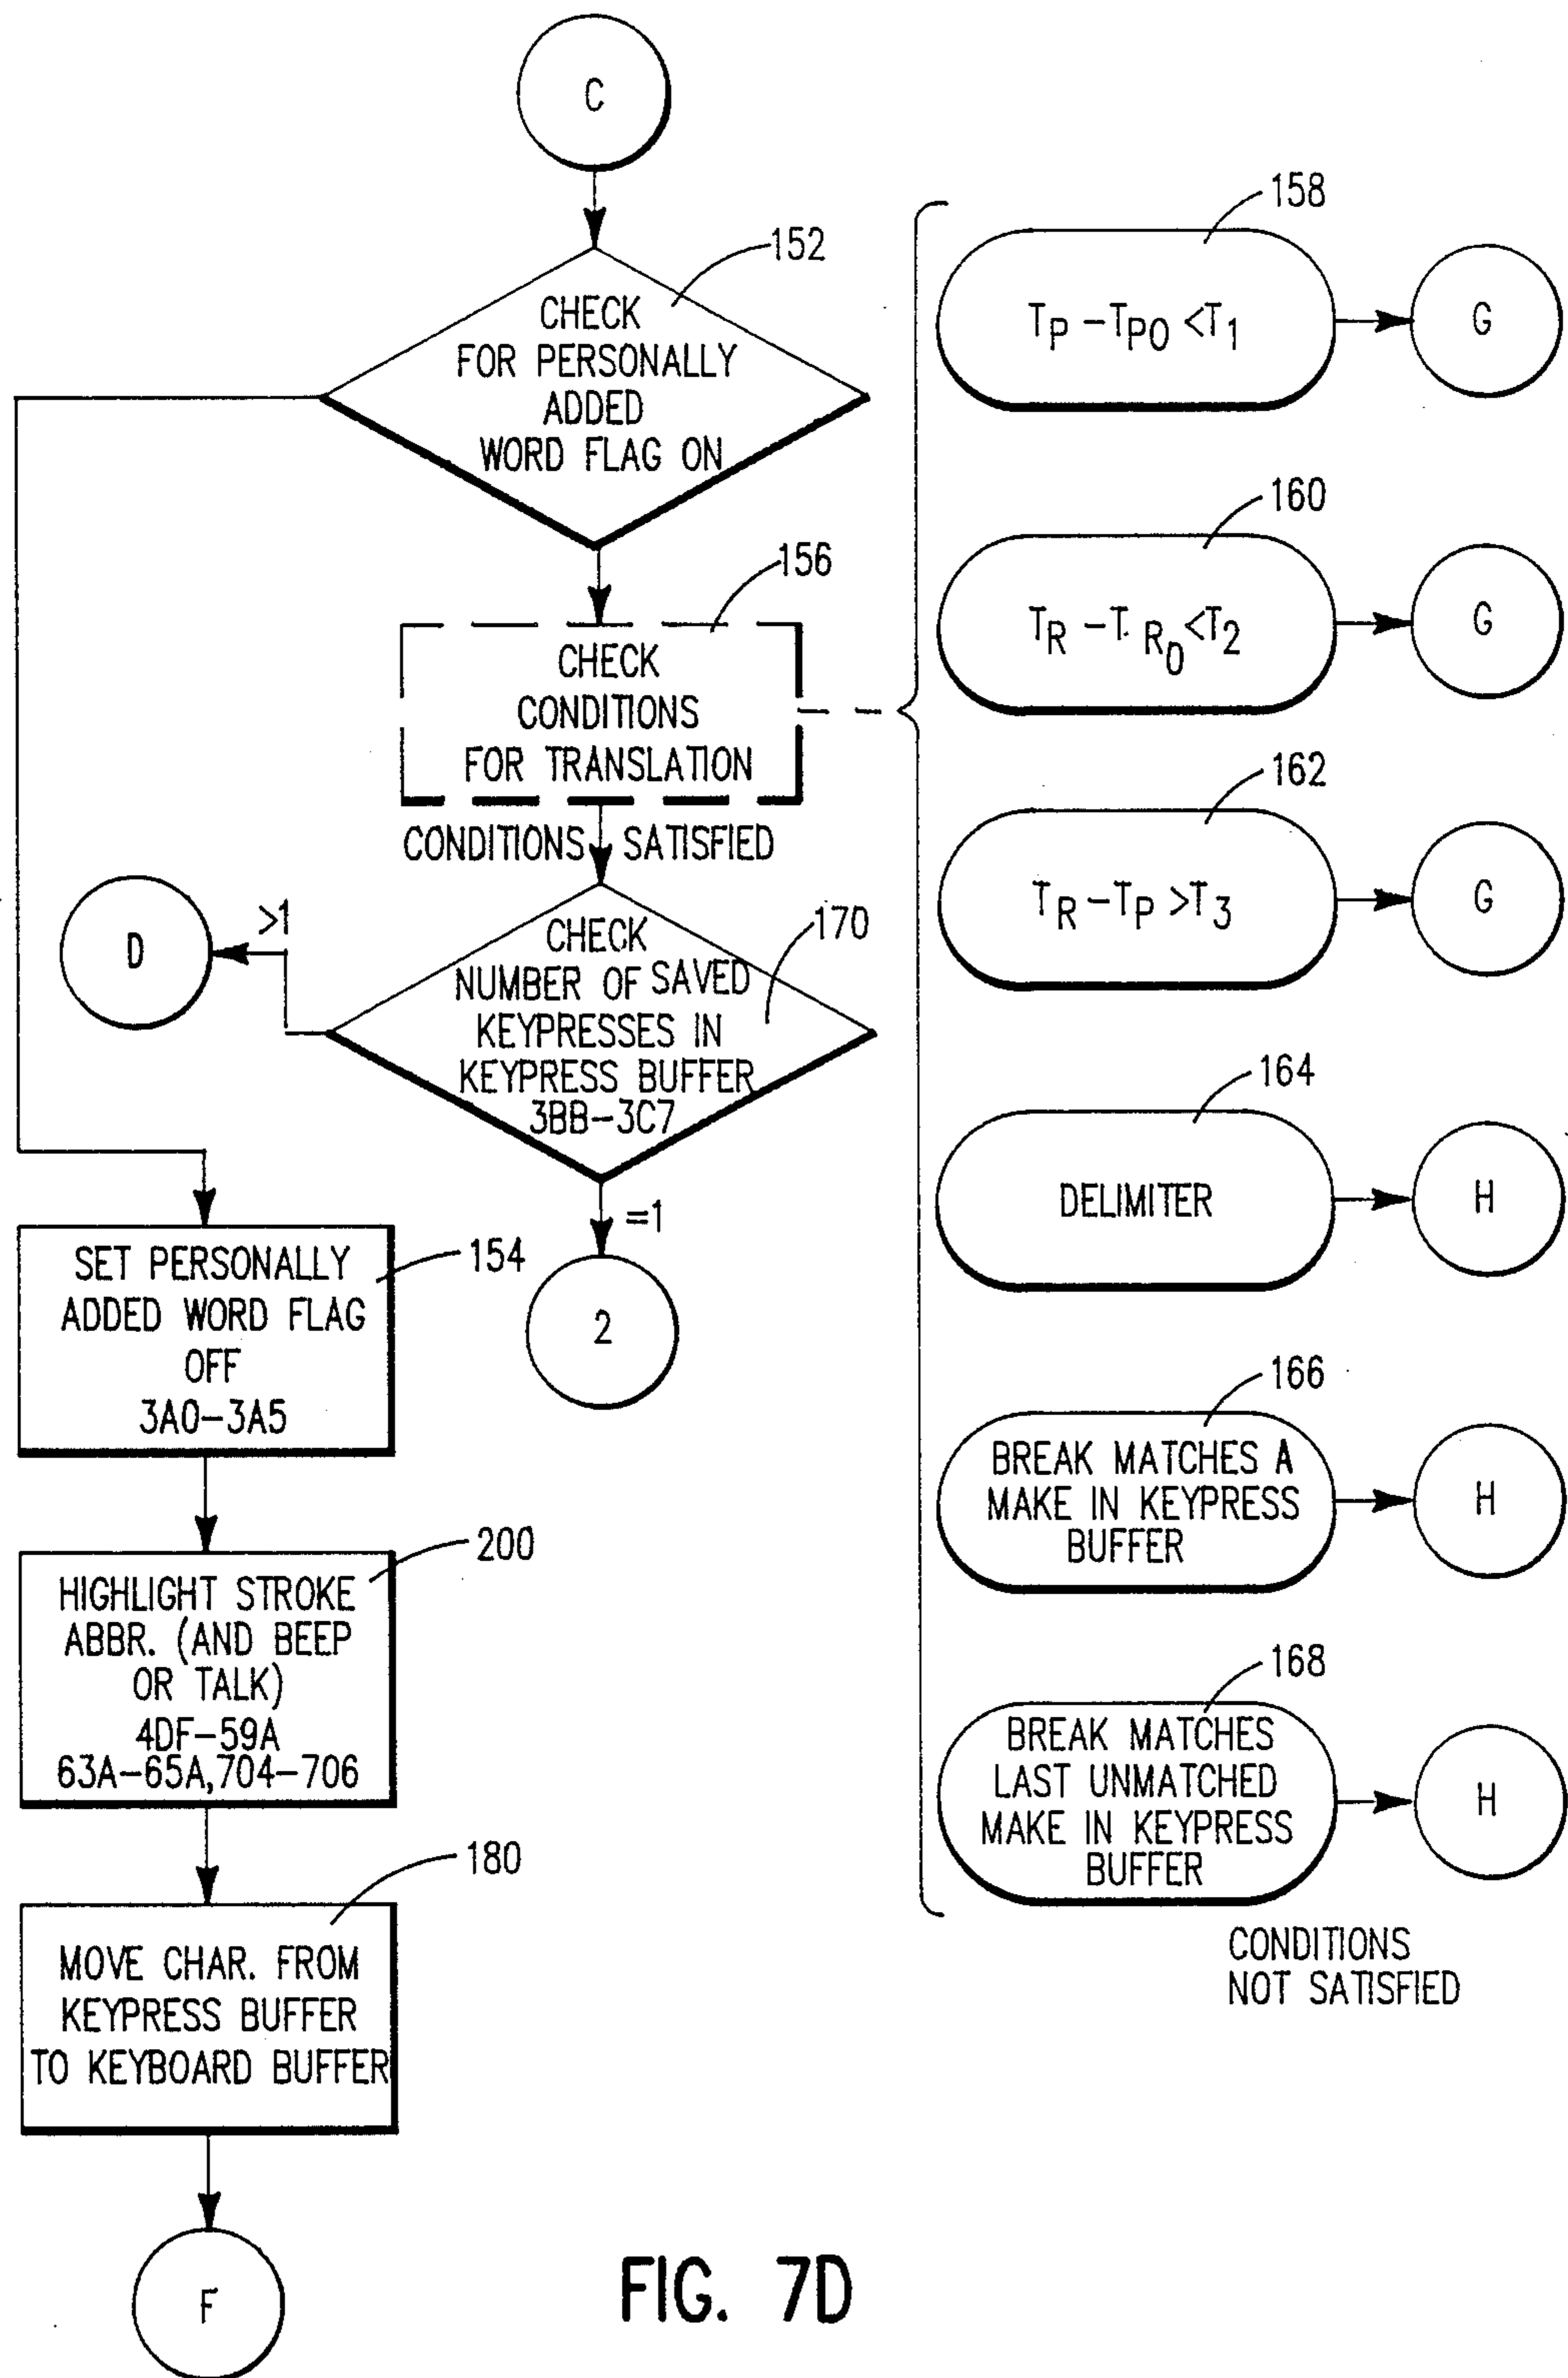 C
152
CHECK
FOR PERSONALLY
ADDED
WORD FLAG ON
156
CHECK
CONDITIONS
FOR TRANSLATION
CONDITIONS SATISFIED
D
>1
170
CHECK
NUMBER OF SAVED
KEYPRESSES IN
KEYPRESS BUFFER
3BB-3C7
=1
2
154
SET PERSONALLY
ADDED WORD FLAG
OFF
3A0-3A5
200
HIGHLIGHT STROKE
ABBR. (AND BEEP
OR TALK)
4DF-59A
63A-65A,704-706
180
MOVE CHAR. FROM
KEYPRESS BUFFER
TO KEYBOARD BUFFER
F
158
TP -TP0 <T1
G
160
TR -T R0 <T2
G
162
TR -TP >T3
G
164
DELIMITER
H
166
BREAK MATCHES A
MAKE IN KEYPRESS
BUFFER
H
168
BREAK MATCHES
LAST UNMATCHED
MAKE IN KEYPRESS
BUFFER
H
CONDITIONS
NOT SATISFIED
FIG. 7D